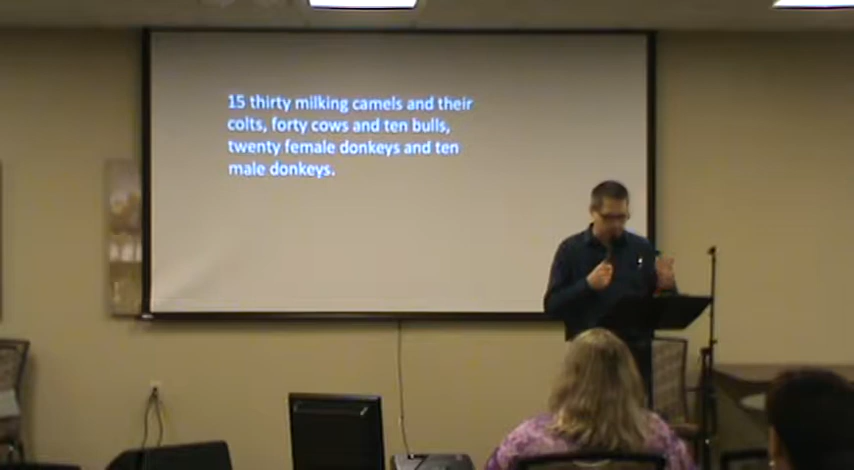 15 thirty milking camels and their
colts, forty cows and ten bulls,
twenty female donkeys and ten
male donkeys.